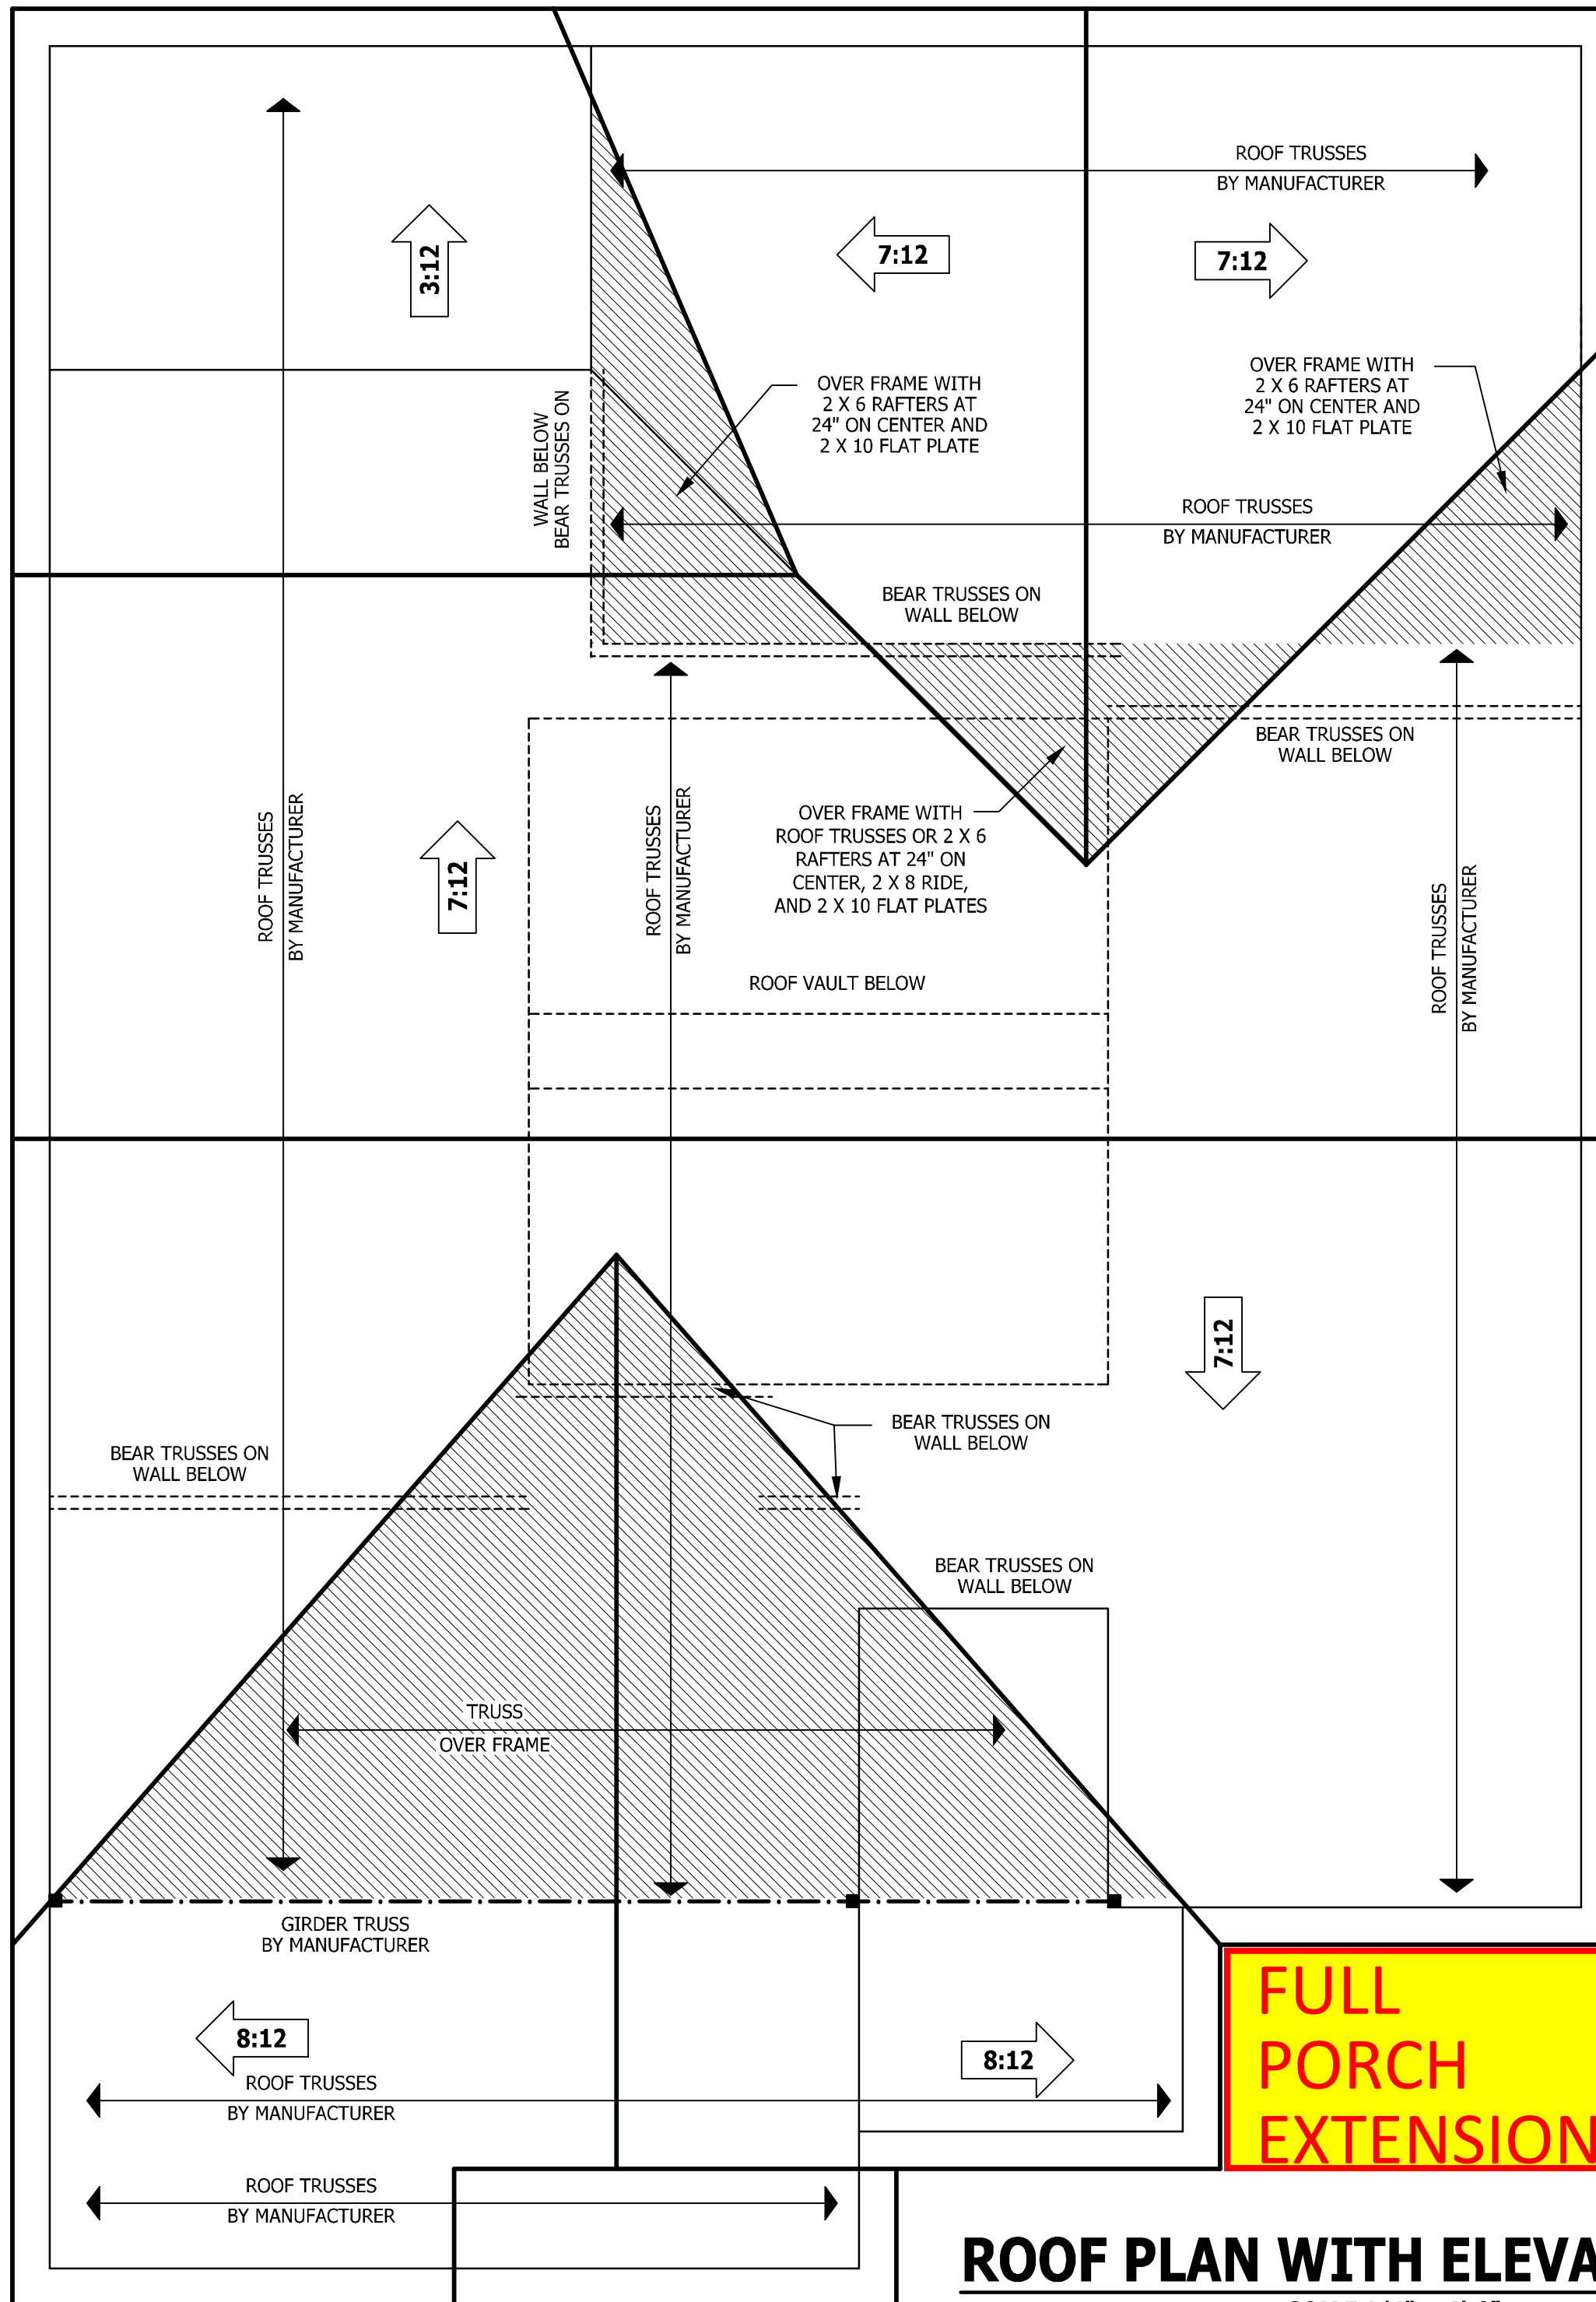 ROOF TRUSSES
BY MANUFACTURER
3:12
7:12
7:12
OVER FRAME WITH
2 X 6 RAFTERS AT
24" ON CENTER AND
2 X 10 FLAT PLATE
OVER FRAME WITH
2 X 6 RAFTERS AT
24" ON CENTER AND
2 X 10 FLAT PLATE
WALL BELOW
BEAR TRUSSES ON
ROOF TRUSSES
BY MANUFACTURER
BEAR TRUSSES ON
WALL BELOW
BEAR TRUSSES ON
WALL BELOW
ROOF TRUSSES
BY MANUFACTURER
7:12
ROOF TRUSSES
BY MANUFACTURER
OVER FRAME WITH
ROOF TRUSSES OR 2 X 6
RAFTERS AT 24" ON
CENTER, 2 X 8 RIDE,
AND 2 X 10 FLAT PLATES
ROOF TRUSSES
BY MANUFACTURER
ROOF VAULT BELOW
7:12
BEAR TRUSSES ON
WALL BELOW
BEAR TRUSSES ON
WALL BELOW
BEAR TRUSSES ON
WALL BELOW
TRUSS
OVER FRAME
GIRDER TRUSS
BY MANUFACTURER
8:12
8:12
FULL
PORCH
EXTENSION
ROOF TRUSSES
BY MANUFACTURER
ROOF TRUSSES
BY MANUFACTURER
ROOF PLAN WITH ELEVA